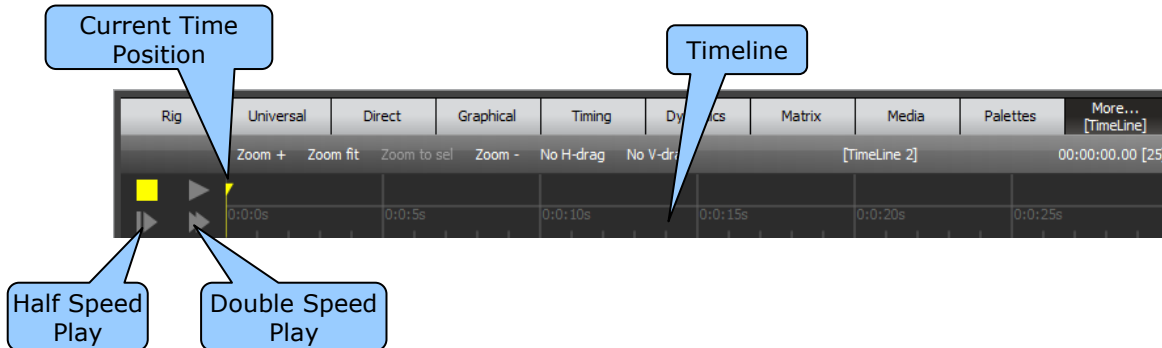 Current Time
Position
Timeline
Rig Universal Direct Graphical Timing Dy ics Matrix Media Palettes More...
[TimeLine]
Zoom + Zoom fit Zoom to sel Zoom - No H-drag No V-dra [TimeLine 2] 00:00:00.00 [25
0:0:0s 0:0:5s 0:0:10s 0:0:15s 0:0:20s 0:0:25s
Half Speed
Play
Double Speed
Play